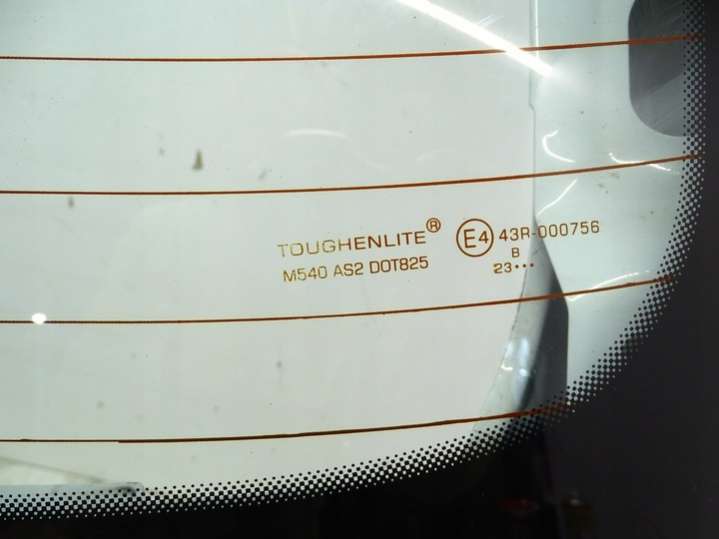 TOUGHENLITE®
M540 AS2 DOT825
E4 43R-000756
B
23•••